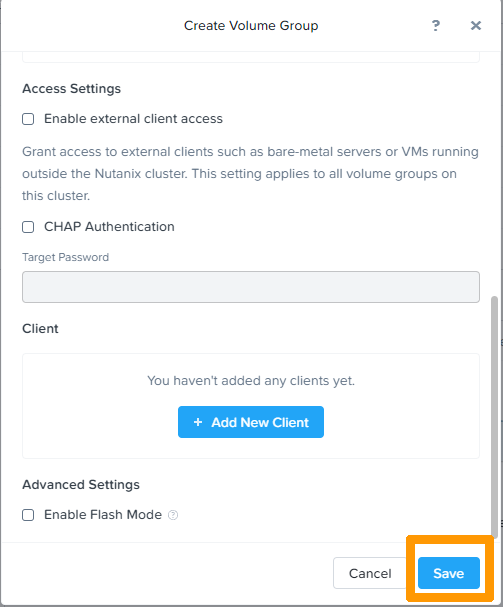 Create Volume Group
? ×
Access Settings
Enable external client access
Grant access to external clients such as bare-metal servers or VMs running
outside the Nutanix cluster. This setting applies to all volume groups on
this cluster.
CHAP Authentication
Target Password
Client
You haven't added any clients yet.
+ Add New Client
Advanced Settings
Enable Flash Mode ?
Cancel Save